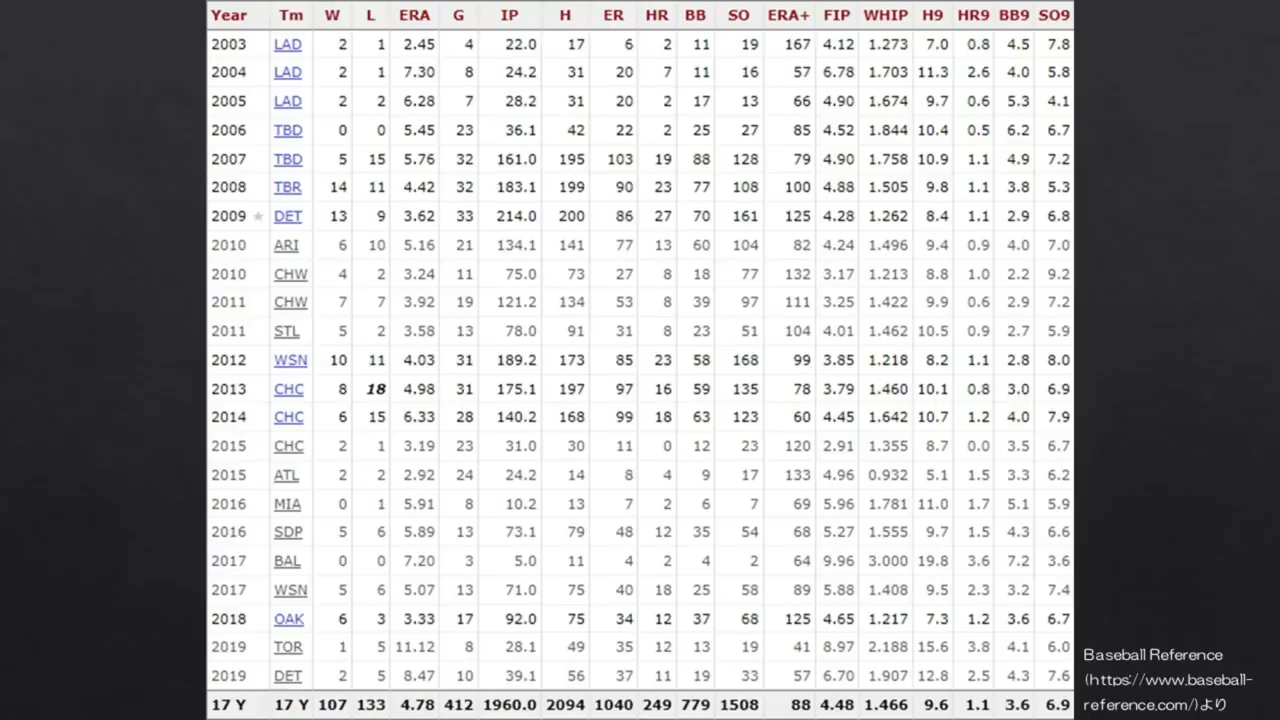 Year Tm W L ERA G IP H ER HR BB SO ERA+ FIP WHIP H9 HR9 BB9 SO9
2003 LAD 2 1 2.45 4 22.0 17 6 2 11 19 167 4.12 1.273 7.0 0.8 4.5 7.8
2004 LAD 2 1 7.30 8 24.2 31 20 7 11 16 57 6.78 1.703 11.3 2.6 4.0 5.8
2005 LAD 2 2 6.28 7 28.2 31 20 2 17 13 66 4.90 1.674 9.7 0.6 5.3 4.1
2006 TBD 0 0 5.45 23 36.1 42 22 2 25 27 85 4.52 1.844 10.4 0.5 6.2 6.7
2007 TBD 5 15 5.76 32 161.0 195 103 19 88 128 79 4.90 1.758 10.9 1.1 4.9 7.2
2008 TBR 14 11 4.42 32 183.1 199 90 23 77 108 100 4.88 1.505 9.8 1.1 3.8 5.3
2009 ★ DET 13 9 3.62 33 214.0 200 86 27 70 161 125 4.28 1.262 8.4 1.1 2.9 6.8
2010 ARI 6 10 5.16 21 134.1 141 77 13 60 104 82 4.24 1.496 9.4 0.9 4.0 7.0
2010 CHW 4 2 3.24 11 75.0 73 27 8 18 77 132 3.17 1.213 8.8 1.0 2.2 9.2
2011 CHW 7 7 3.92 19 121.2 134 53 8 39 97 111 3.25 1.422 9.9 0.6 2.9 7.2
2011 STL 5 2 3.58 13 78.0 91 31 8 23 51 104 4.01 1.462 10.5 0.9 2.7 5.9
2012 WSN 10 11 4.03 31 189.2 173 85 23 58 168 99 3.85 1.218 8.2 1.1 2.8 8.0
2013 CHC 8 18 4.98 31 175.1 197 97 16 59 135 78 3.79 1.460 10.1 0.8 3.0 6.9
2014 CHC 6 15 6.33 28 140.2 168 99 18 63 123 60 4.45 1.642 10.7 1.2 4.0 7.9
2015 CHC 2 1 3.19 23 31.0 30 11 0 12 23 120 2.91 1.355 8.7 0.0 3.5 6.7
2015 ATL 2 2 2.92 24 24.2 14 8 4 9 17 133 4.96 0.932 5.1 1.5 3.3 6.2
2016 MIA 0 1 5.91 8 10.2 13 7 2 6 7 69 5.96 1.781 11.0 1.7 5.1 5.9
2016 SDP 5 6 5.89 13 73.1 79 48 12 35 54 68 5.27 1.555 9.7 1.5 4.3 6.6
2017 BAL 0 0 7.20 3 5.0 11 4 2 4 2 64 9.96 3.000 19.8 3.6 7.2 3.6
2017 WSN 5 6 5.07 13 71.0 75 40 18 25 58 89 5.88 1.408 9.5 2.3 3.2 7.4
2018 OAK 6 3 3.33 17 92.0 75 34 12 37 68 125 4.65 1.217 7.3 1.2 3.6 6.7
2019 TOR 1 5 11.12 8 28.1 49 35 12 13 19 41 8.97 2.188 15.6 3.8 4.1 6.0
2019 DET 2 5 8.47 10 39.1 56 37 11 19 33 57 6.70 1.907 12.8 2.5 4.3 7.6
17 Y 17 Y 107 133 4.78 412 1960.0 2094 1040 249 779 1508 88 4.48 1.466 9.6 1.1 3.6 6.9
Baseball Reference
(https://www.baseball-
reference.com/)より